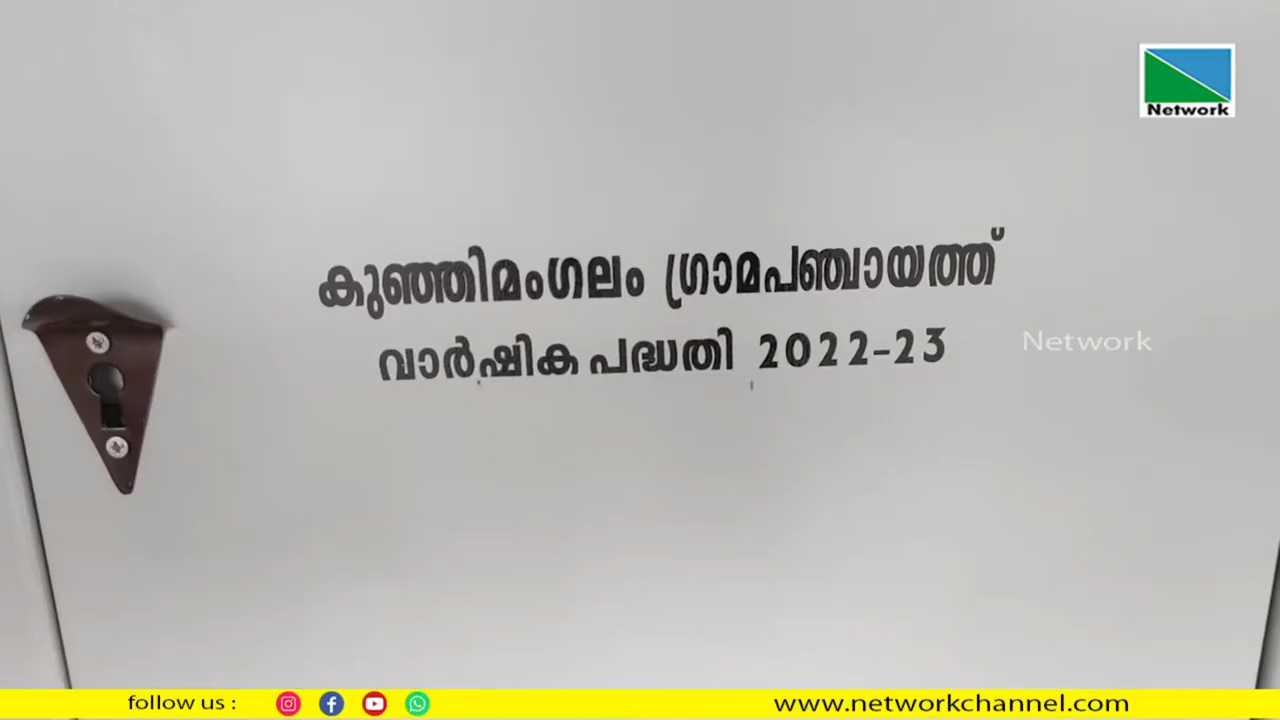 Network
കുഞ്ഞിമംഗലം ഗ്രാമപഞ്ചായത്ത്
വാർഷിക പദ്ധതി 2022-23
Network
follow us :
www.networkchannel.com